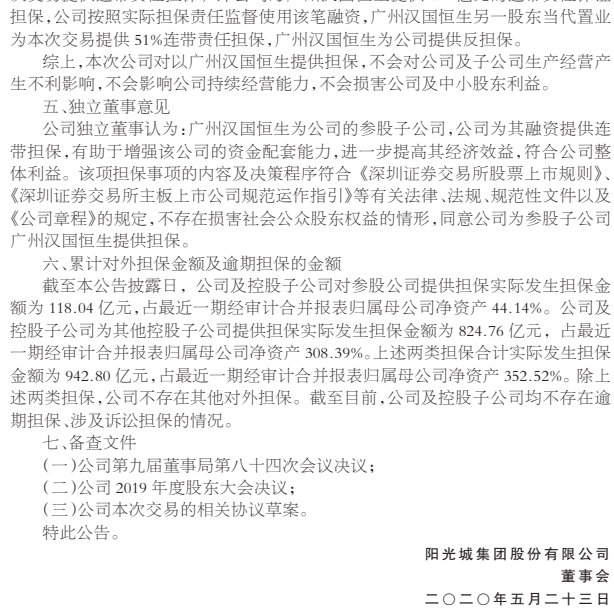 担保,公司按照实际担保责任监督使用该笔融资,广州汉国恒生另一股东当代置业
为本次交易提供 51%连带责任担保,广州汉国恒生为公司提供反担保。
综上,本次公司对以广州汉国恒生提供担保,不会对公司及子公司生产经营产
生不利影响,不会影响公司持续经营能力,不会损害公司及中小股东利益。
五、独立董事意见
公司独立董事认为:广州汉国恒生为公司的参股子公司,公司为其融资提供连
带担保,有助于增强该公司的资金配套能力,进一步提高其经济效益,符合公司整
体利益。该项担保事项的内容及决策程序符合《深圳证券交易所股票上市规则》、
《深圳证券交易所主板上市公司规范运作指引》等有关法律、法规、规范性文件以及
《公司章程》的规定,不存在损害社会公众股东权益的情形,同意公司为参股子公司
广州汉国恒生提供担保。
六、累计对外担保金额及逾期担保的金额
截至本公告披露日,公司及控股子公司对参股公司提供担保实际发生担保金
额为 118.04 亿元,占最近一期经审计合并报表归属母公司净资产 44.14%。公司及
控股子公司为其他控股子公司提供担保实际发生担保金额为 824.76 亿元,占最近
一期经审计合并报表归属母公司净资产 308.39%。上述两类担保合计实际发生担保
金额为 942.80 亿元,占最近一期经审计合并报表归属母公司净资产 352.52%。除上
述两类担保,公司不存在其他对外担保。截至目前,公司及控股子公司均不存在逾
期担保、涉及诉讼担保的情况。
七、备查文件
(一)公司第九届董事局第八十四次会议决议;
(二)公司 2019 年度股东大会决议;
(三)公司本次交易的相关协议草案。
特此公告。
阳光城集团股份有限公司
董事会
二〇二〇年五月二十三日